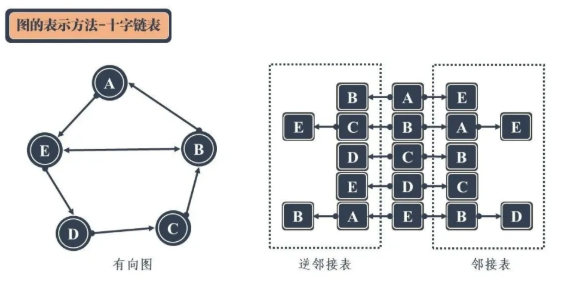 图的表示方法-十字链表
A
E
B
D
C
有向图
B A E
E C B A E
D C B
E D C
B A E B D
逆邻接表
邻接表